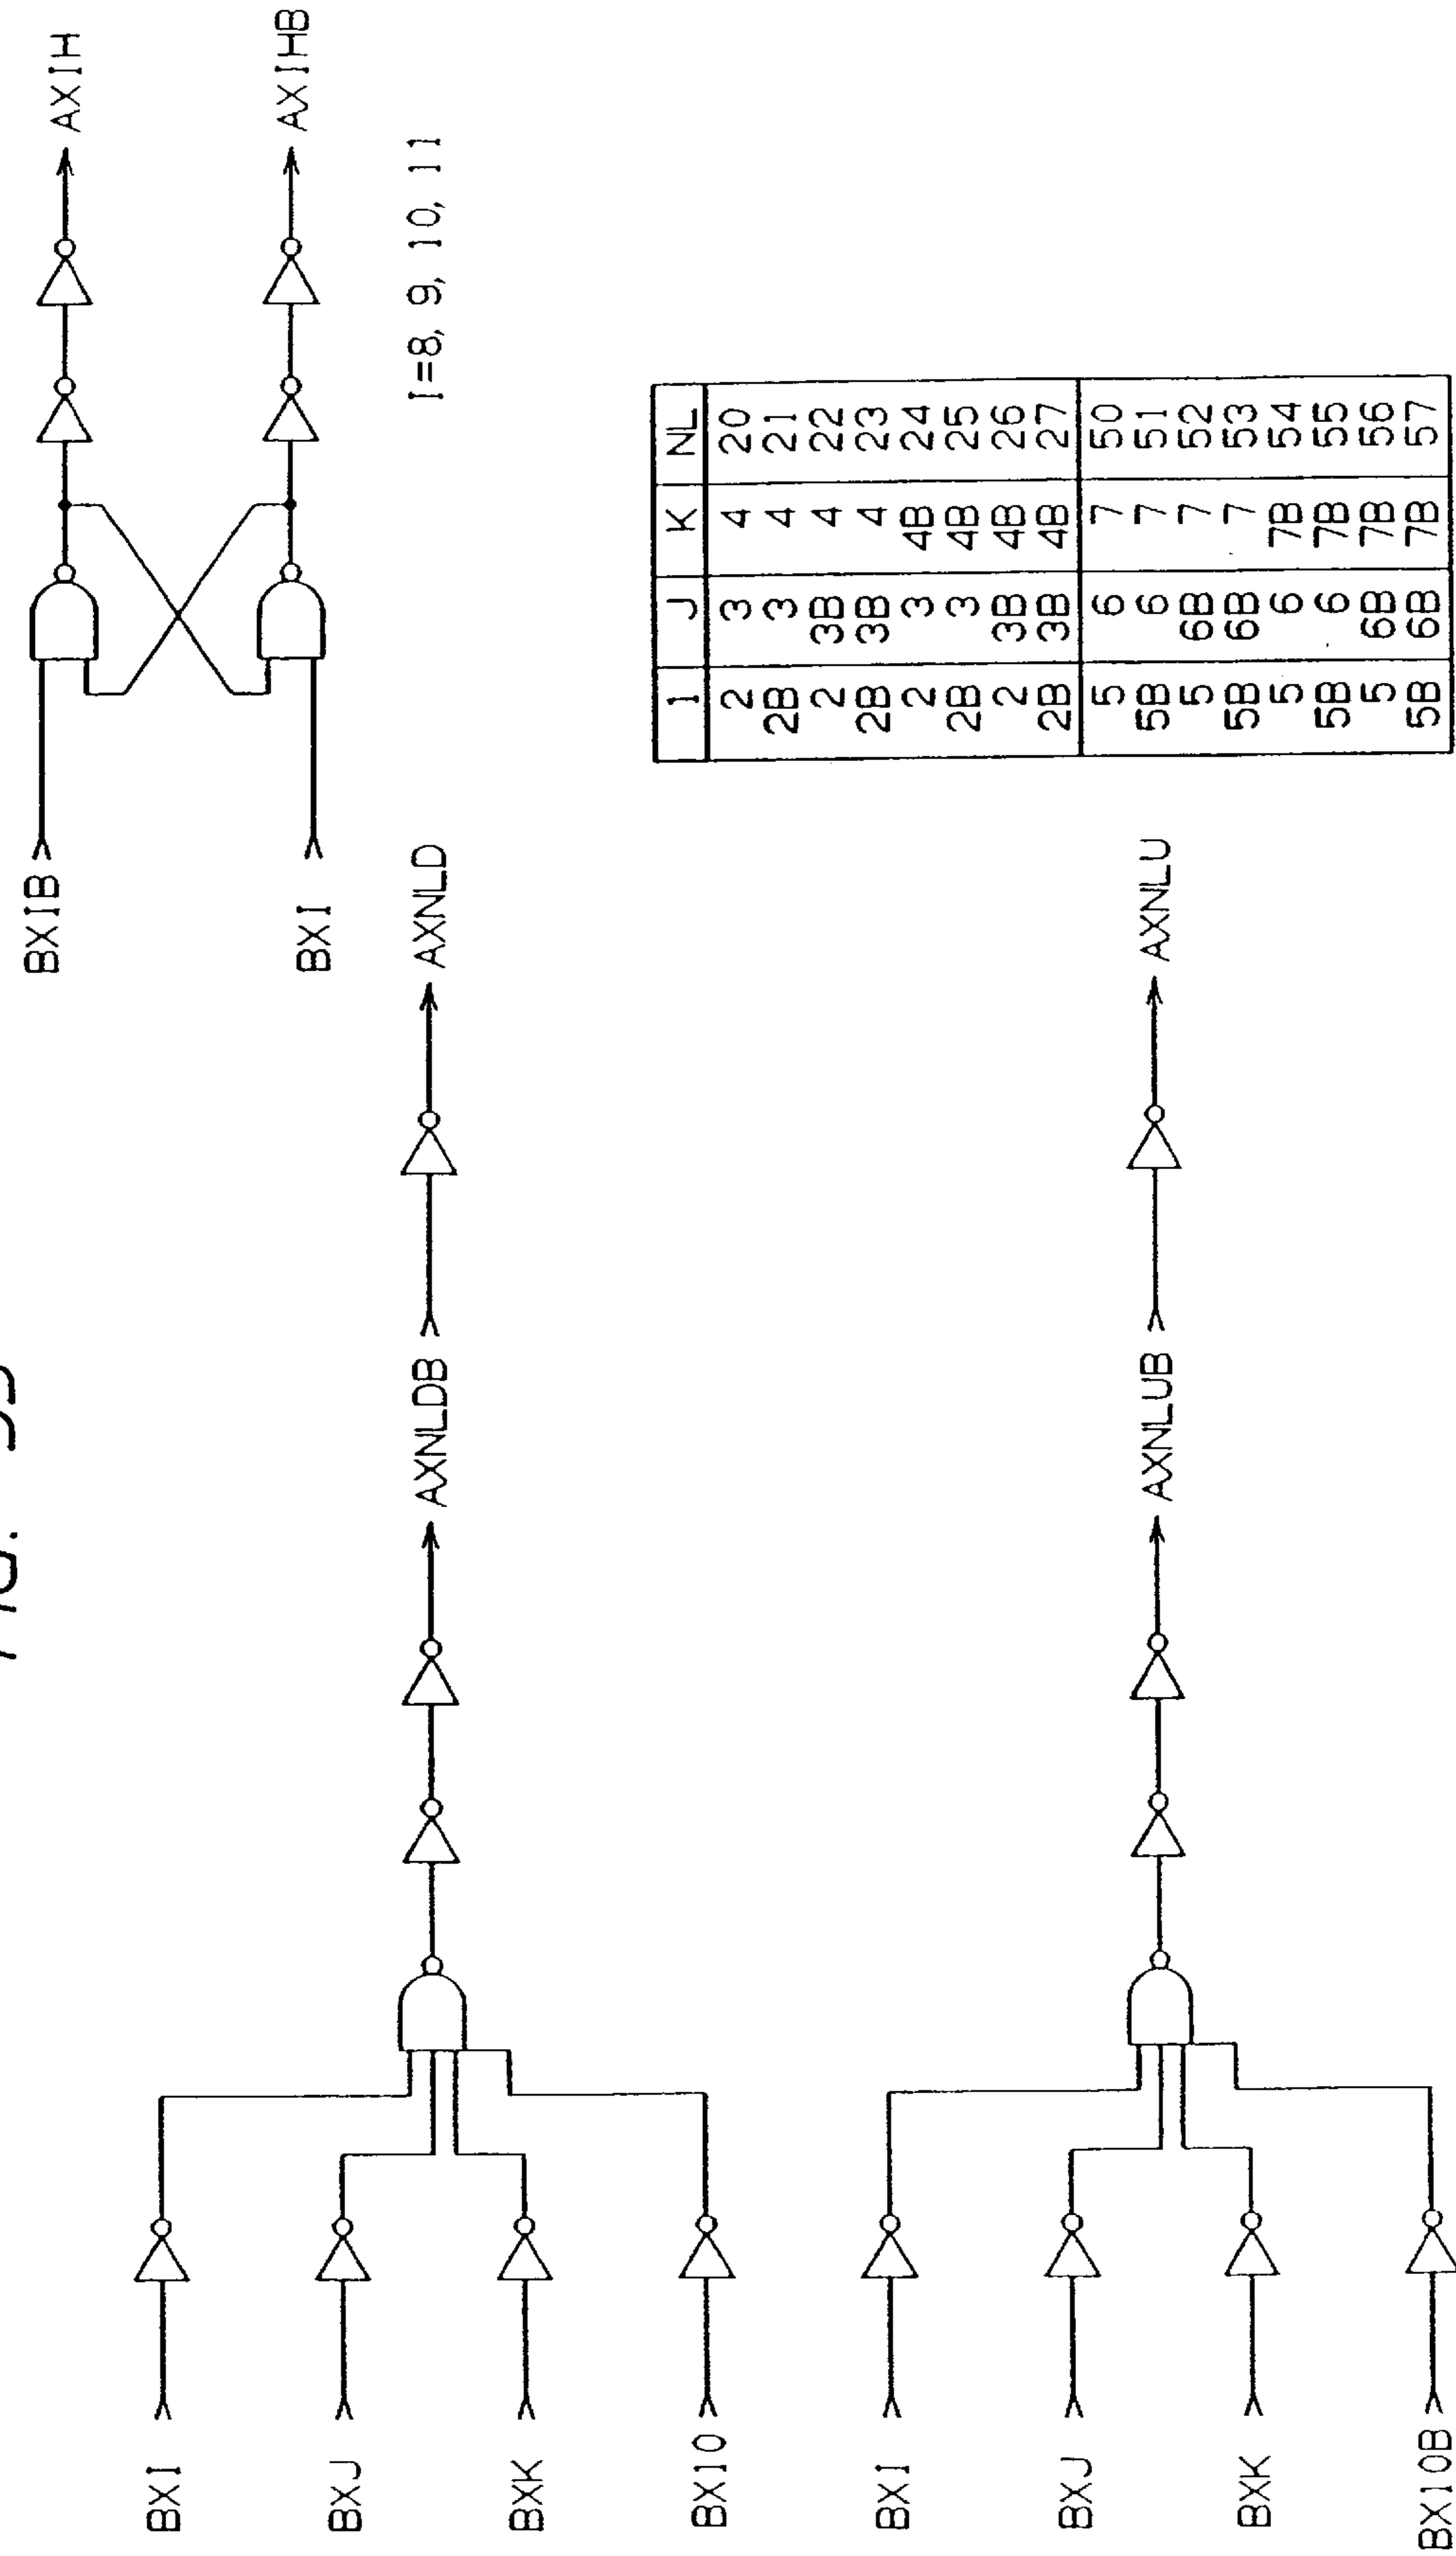 BXIB
AXIH
BXI
AXIHB
I=8, 9, 10, 11
BXI
BXJ
BXK
BX10
AXNLDB
AXNLD
BXI
BXJ
BXK
BX10B
AXNLUB
AXNLU
I J K NL
2 3 4 20
2B 3 4 21
2 3B 4 22
2B 3B 4 23
2 3 4B 24
2B 3 4B 25
2 3B 4B 26
2B 3B 4B 27
5 6 7 50
5B 6 7 51
5 6B 7 52
5B 6B 7 53
5 6 7B 54
5B 6 7B 55
5 6B 7B 56
5B 6B 7B 57